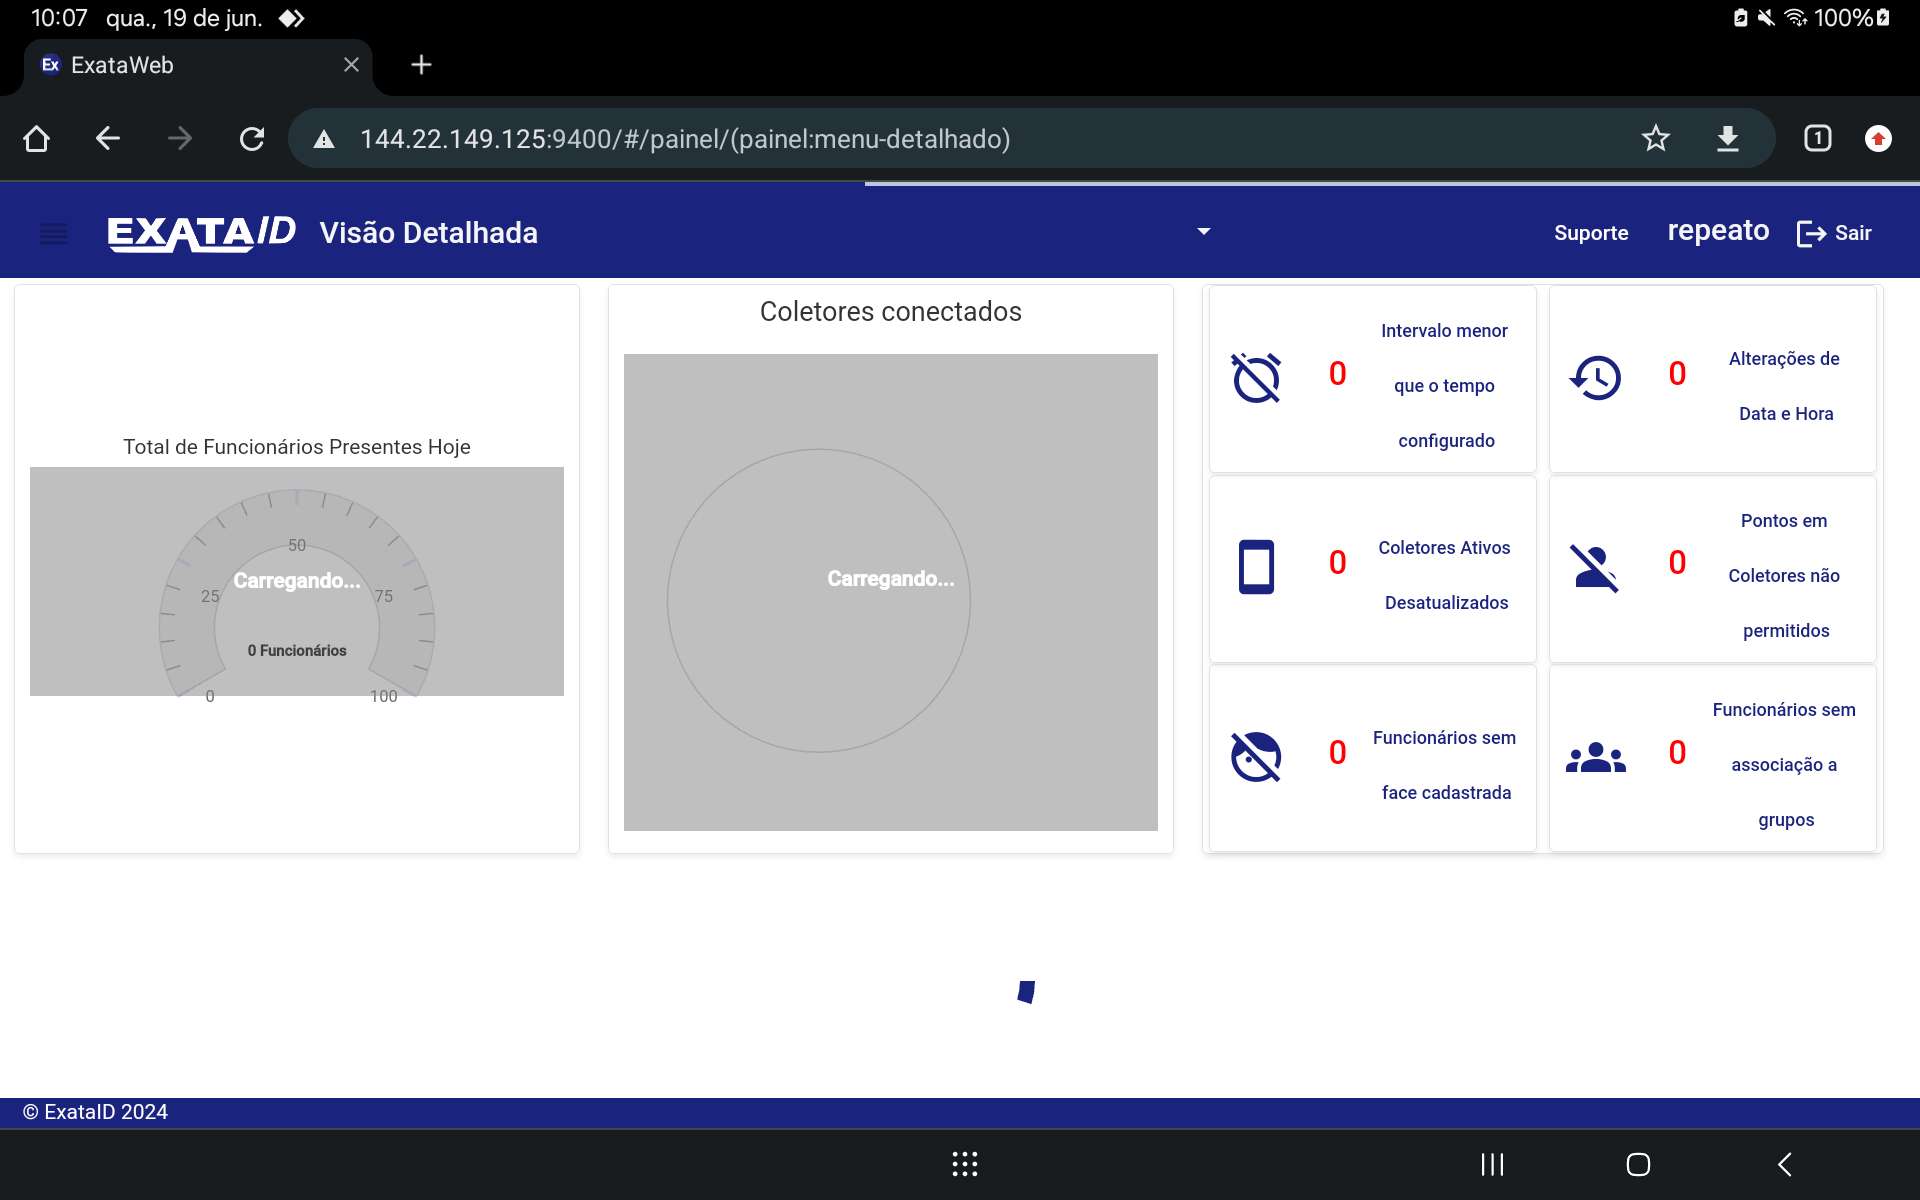 10:07 qua., 19 de jun. 100%
Ex ExataWeb
144.22.149.125:9400/#/painel/(painel:menu-detalhado) 1
EXATAID Visão Detalhada Suporte repeato Sair
Total de Funcionários Presentes Hoje
50
Carregando...
25 75
0 Funcionários
0 100
Coletores conectados
Carregando...
0 Intervalo menor
que o tempo
configurado
0 Alterações de
Data e Hora
0 Coletores Ativos
Desatualizados
0 Pontos em
Coletores não
permitidos
0 Funcionários sem
face cadastrada
0 Funcionários sem
associação a
grupos
© ExataID 2024